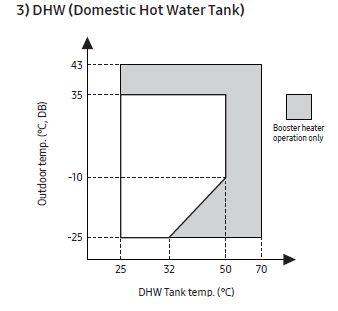 3) DHW (Domestic Hot Water Tank)
43
35
-10
-25
Outdoor temp. (°C, DB)
25 32 50 70
DHW Tank temp. (°C)
Booster heater
operation only